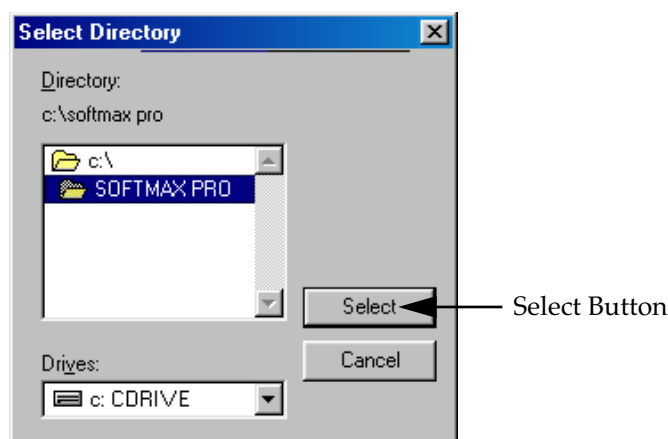 Select Directory
Directory:
c:\softmax pro
c:\
SOFTMAX PRO
Select
Select Button
Cancel
Drives:
c: CDRIVE